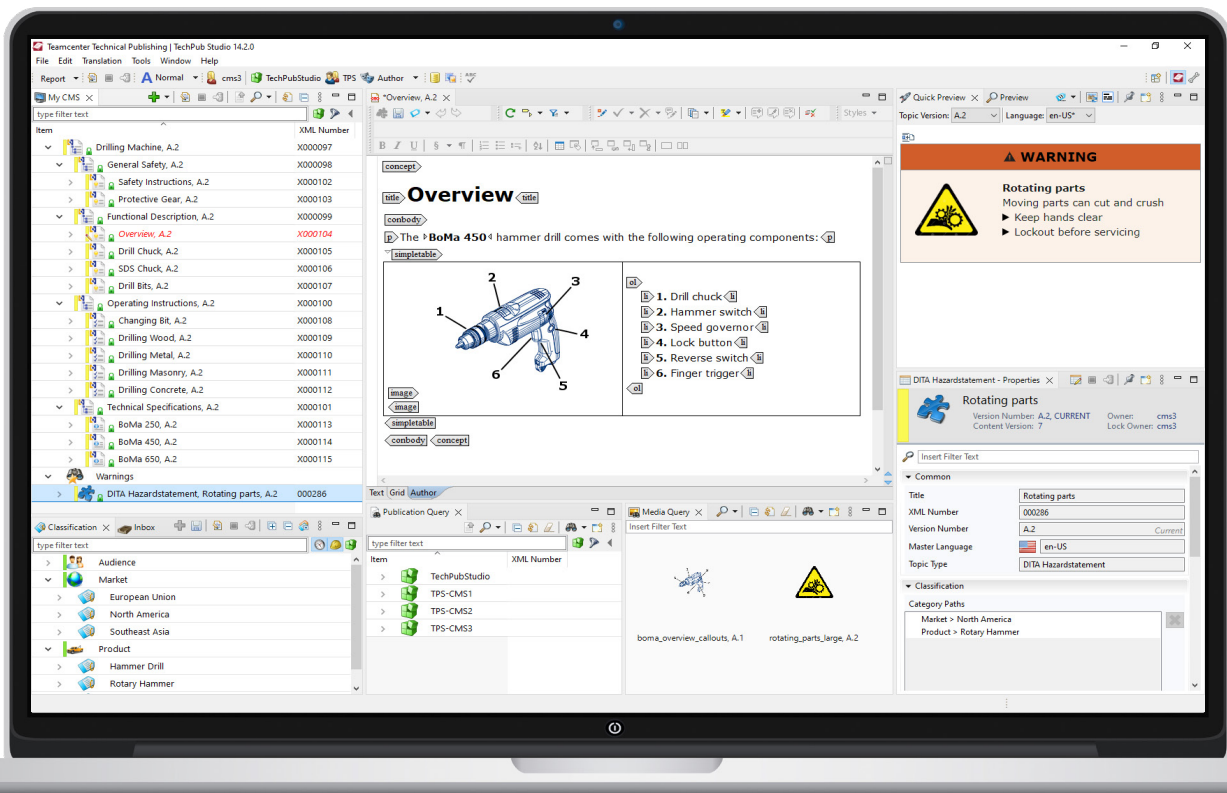 Teamcenter Technical Publishing | TechPub Studio 14.2.0
File Edit Translation Tools Window Help
Report A Normal cms3 TechPubStudio TPS Author ABC
My CMS
type filter text
Item XML Number
Drilling Machine, A.2 X000097
General Safety, A.2 X000098
Safety Instructions, A.2 X000102
Protective Gear, A.2 X000103
Functional Description, A.2 X000099
Overview, A.2 X000104
Drill Chuck, A.2 X000105
SDS Chuck, A.2 X000106
Drill Bits, A.2 X000107
Operating Instructions, A.2 X000100
Changing Bit, A.2 X000108
Drilling Wood, A.2 X000109
Drilling Metal, A.2 X000110
Drilling Masonry, A.2 X000111
Drilling Concrete, A.2 X000112
Technical Specifications, A.2 X000101
BoMa 250, A.2 X000113
BoMa 450, A.2 X000114
BoMa 650, A.2 X000115
Warnings
DITA Hazardstatement, Rotating parts, A.2 000286
Classification Inbox
type filter text
Audience
Market
European Union
North America
Southeast Asia
Product
Hammer Drill
Rotary Hammer
*Overview, A.2
Styles
B I U § ¶
concept
title Overview title
conbody
p The BoMa 450 hammer drill comes with the following operating components: p
simpletable
1
2
3
4
5
6
image
image
ol
li 1. Drill chuck li
li 2. Hammer switch li
li 3. Speed governor li
li 4. Lock button li
li 5. Reverse switch li
li 6. Finger trigger li
ol
simpletable
conbody concept
Text Grid Author
Publication Query
type filter text
Item XML Number
TechPubStudio
TPS-CMS1
TPS-CMS2
TPS-CMS3
Media Query
Insert Filter Text
boma_overview_callouts, A.1 rotating_parts_large, A.2
Quick Preview Preview
Topic Version: A.2 Language: en-US*
WARNING
Rotating parts
Moving parts can cut and crush
Keep hands clear
Lockout before servicing
DITA Hazardstatement - Properties
Rotating parts
Version Number: A.2, CURRENT Owner: cms3
Content Version: 7 Lock Owner: cms3
Insert Filter Text
Common
Title Rotating parts
XML Number 000286
Version Number A.2 Current
Master Language en-US
Topic Type DITA Hazardstatement
Classification
Category Paths
Market > North America
Product > Rotary Hammer